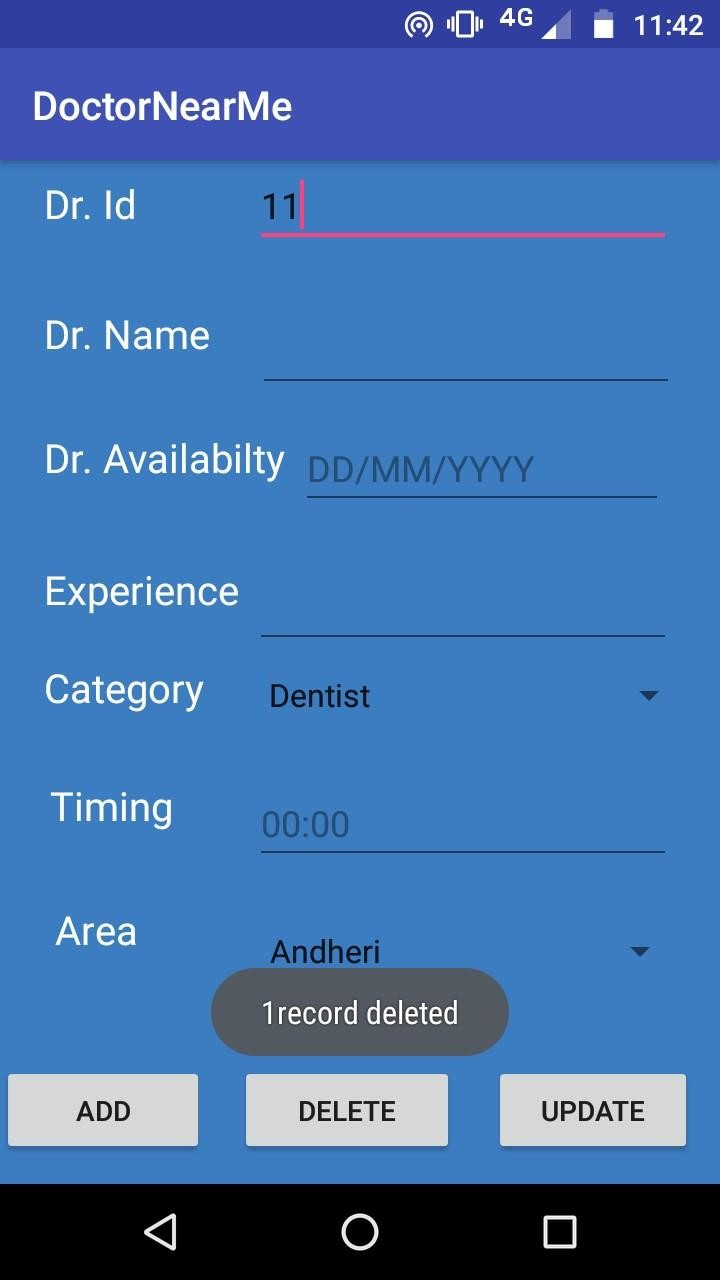 4G 11:42
DoctorNearMe
Dr. Id 11
Dr. Name
Dr. Availabilty DD/MM/YYYY
Experience
Category Dentist
Timing 00:00
Area Andheri
1record deleted
ADD DELETE UPDATE